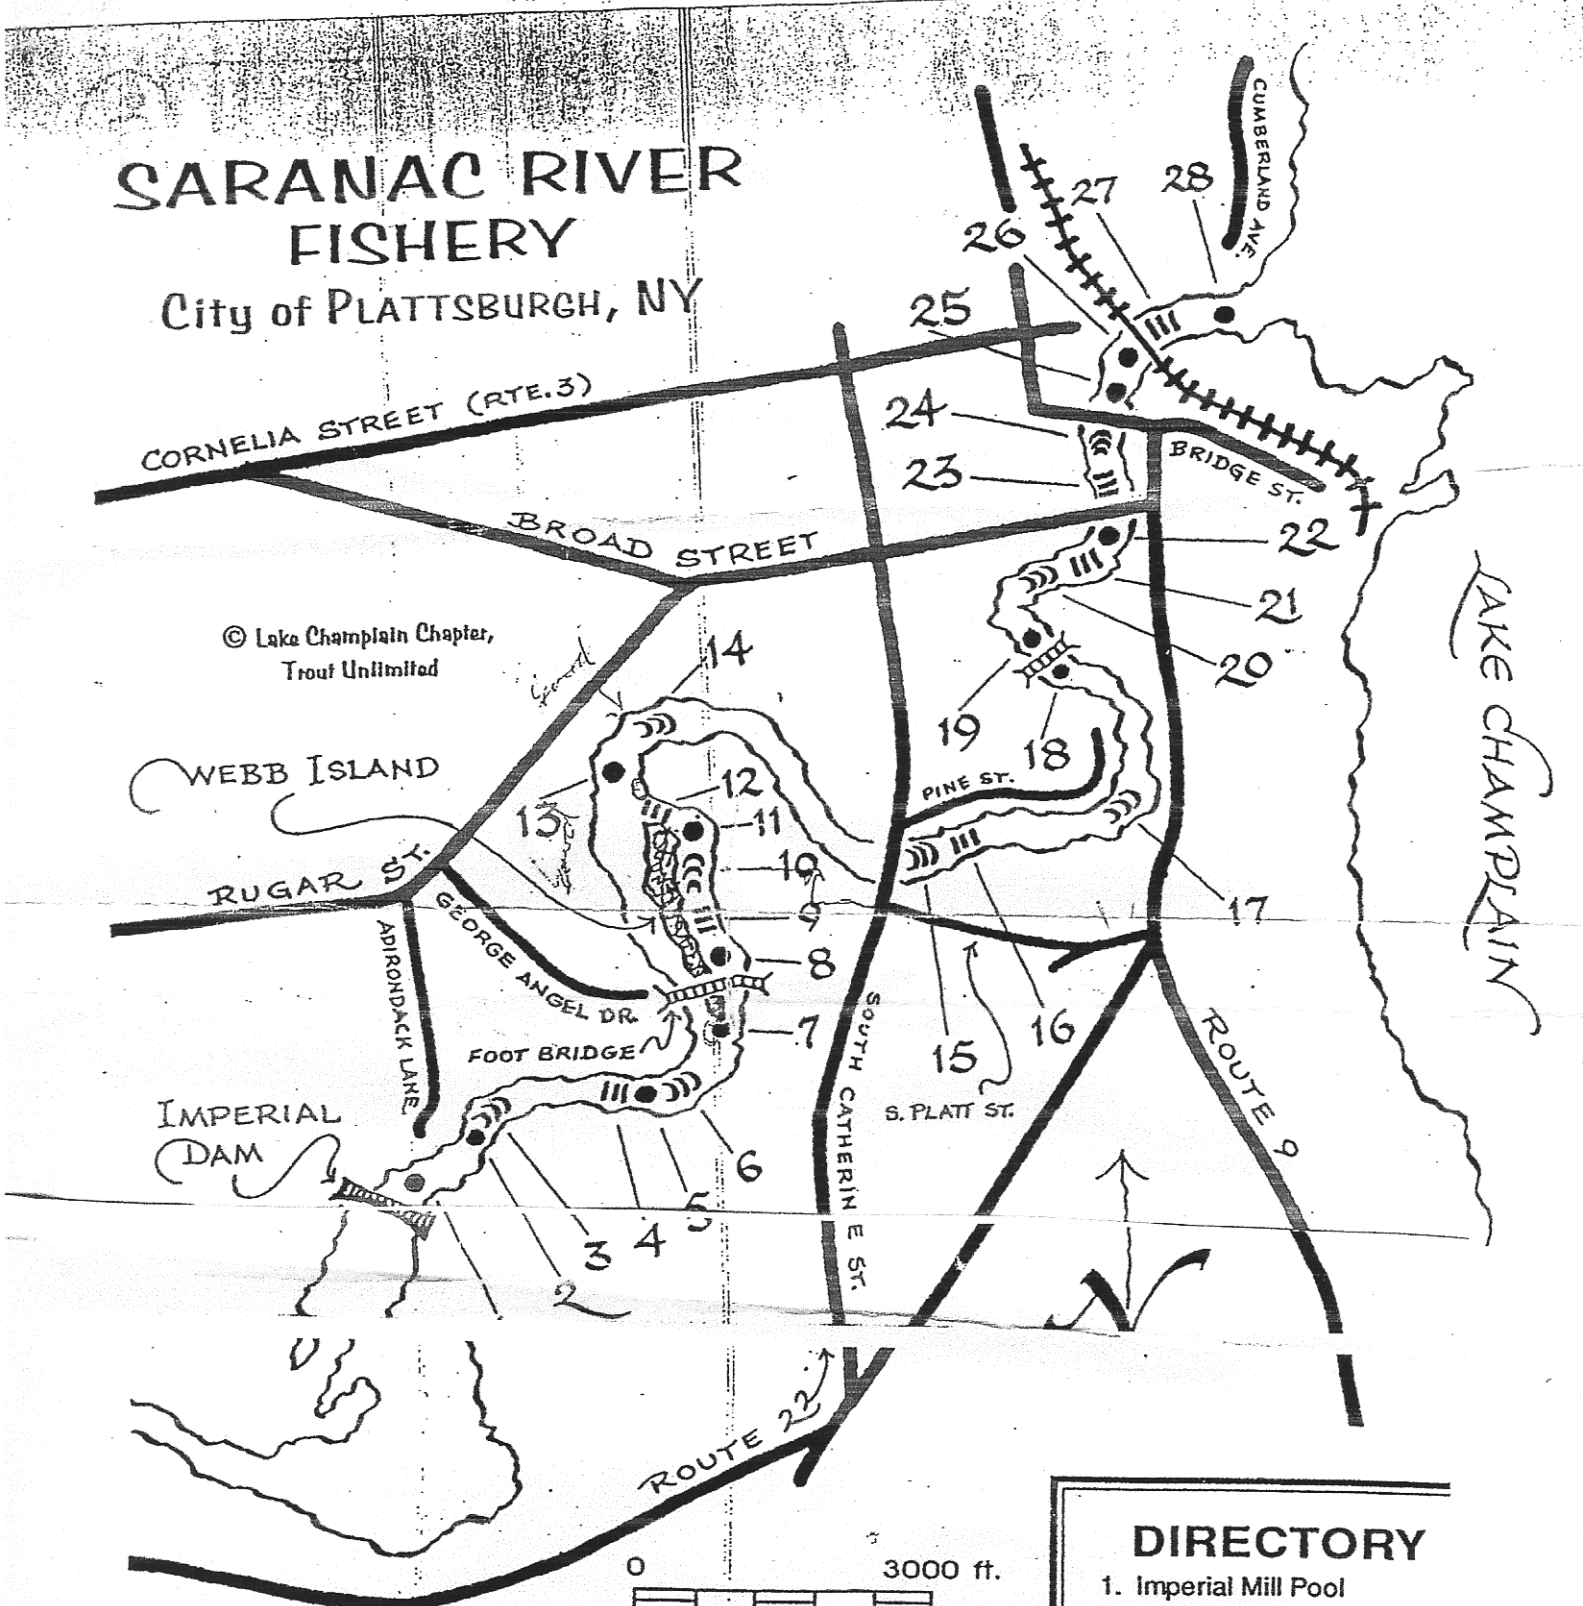 SARANAC RIVER
FISHERY
City of PLATTSBURGH, NY
CUMBERLAND AVE.
28
27
26
25
CORNELIA STREET (RTE.3)
24
23
BRIDGE ST.
22
BROAD STREET
21
20
© Lake Champlain Chapter,
Trout Unlimited
14
19
18
LAKE CHAMPLAIN
WEBB ISLAND
PINE ST.
13
12
11
10
RUGAR ST.
9
17
GEORGE ANGEL DR.
ADIRONDACK LANE
8
7
FOOT BRIDGE
SOUTH CATHERINE ST.
15
16
ROUTE 9
S. PLATT ST.
IMPERIAL
DAM
6
5
4
3
2
N
ROUTE 22
0 3000 ft.
DIRECTORY
1. Imperial Mill Pool